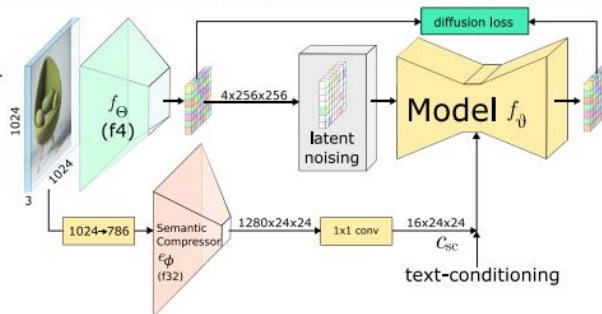 diffusion loss
1024
1024
3
fΘ
(f4)
4x256x256
latent
noising
Model fϑ
1024→786
Semantic
Compressor
eϕ
(f32)
1280x24x24
1x1 conv
16x24x24
Csc
text-conditioning